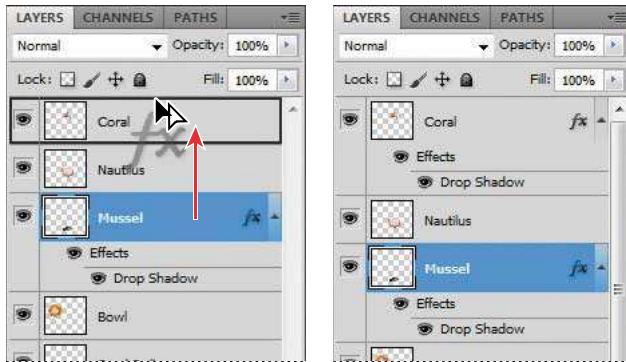 LAYERS CHANNELS PATHS
Normal Opacity: 100%
Lock: Fill: 100%
Coral
fx
Nautilus
Mussel fx
Effects
Drop Shadow
Bowl
LAYERS CHANNELS PATHS
Normal Opacity: 100%
Lock: Fill: 100%
Coral fx
Effects
Drop Shadow
Nautilus
Mussel fx
Effects
Drop Shadow